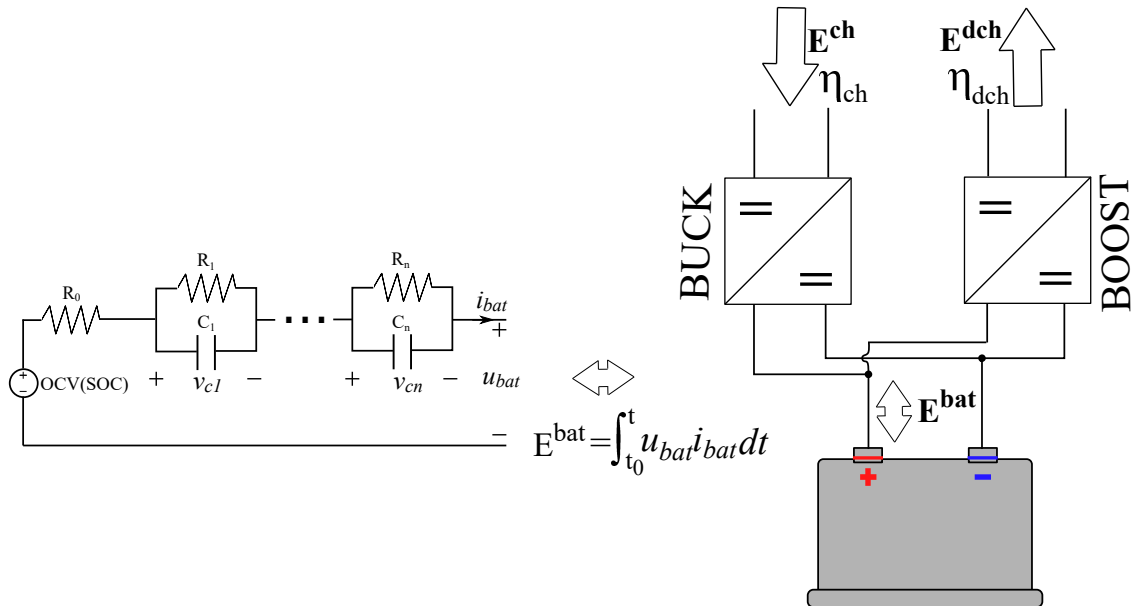 E^ch
η_ch
E^dch
η_dch
BUCK
BOOST
R_0
R_1
C_1
+ v_c1 −
R_n
C_n
+ v_cn −
i_bat
+
u_bat
−
+
−
OCV(SOC)
E^bat = ∫_{t_0}^{t} u_bat i_bat dt
E^bat
+
−